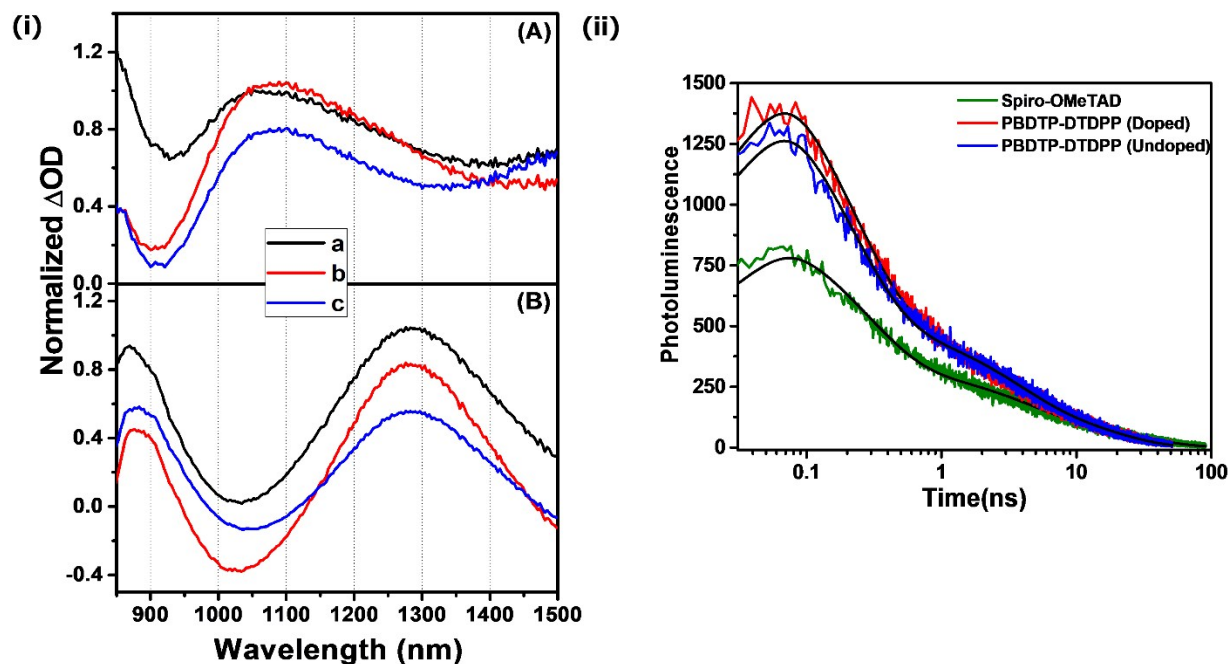 (i)
(A)
1.2
0.8
0.4
0.0
Normalized ΔOD
a
b
c
(B)
1.2
0.8
0.4
0.0
-0.4
900 1000 1100 1200 1300 1400 1500
Wavelength (nm)
(ii)
1500
1250
1000
750
500
250
0
Photoluminescence
Spiro-OMeTAD
PBDTP-DTDPP (Doped)
PBDTP-DTDPP (Undoped)
0.1 1 10 100
Time(ns)